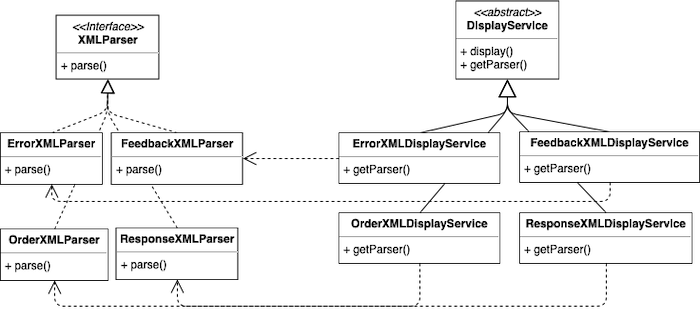 <<Interface>>
XMLParser
+ parse()
<<abstract>>
DisplayService
+ display()
+ getParser()
ErrorXMLParser
+ parse()
FeedbackXMLParser
+ parse()
ErrorXMLDisplayService
+ getParser()
FeedbackXMLDisplayService
+ getParser()
OrderXMLParser
+ parse()
ResponseXMLParser
+ parse()
OrderXMLDisplayService
+ getParser()
ResponseXMLDisplayService
+ getParser()